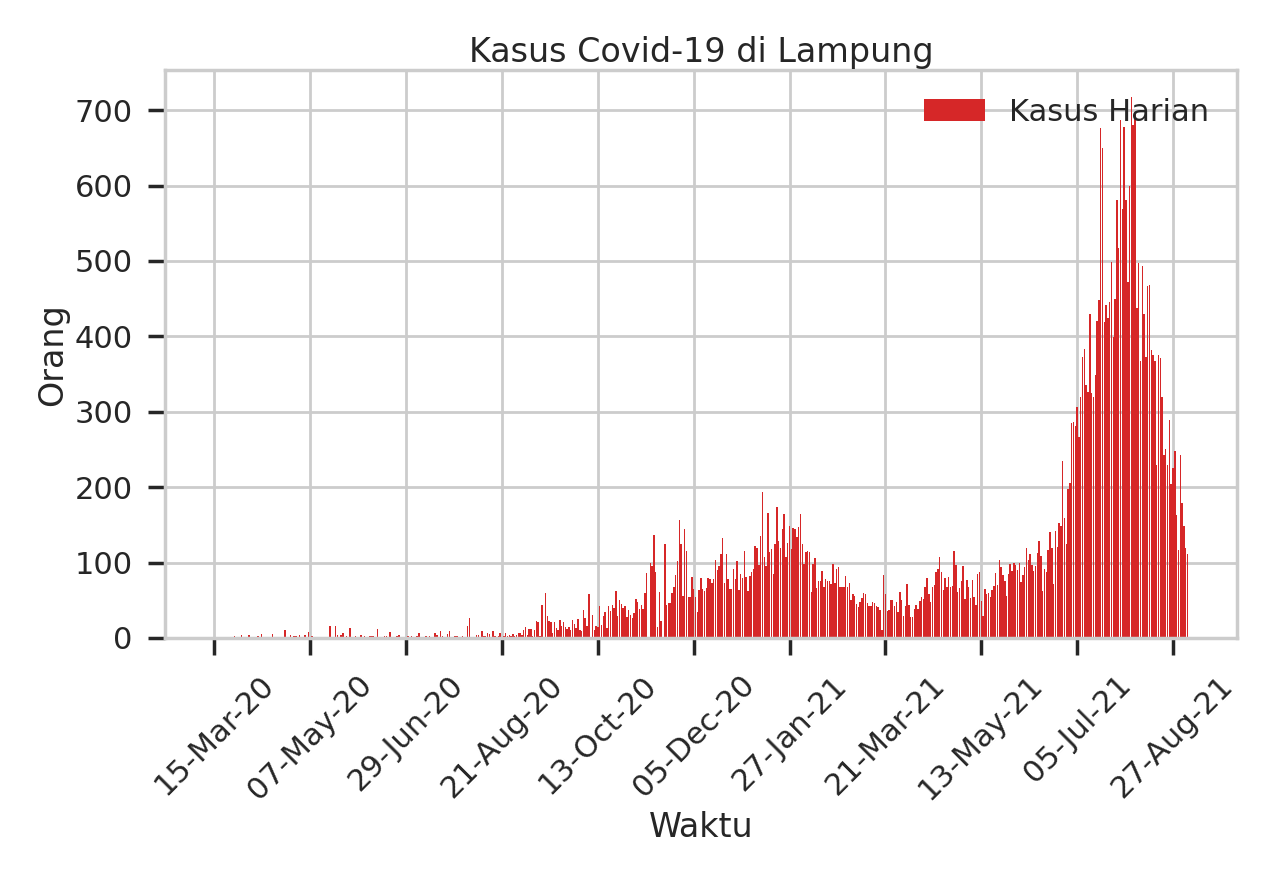 Kasus Covid-19 di Lampung
Kasus Harian
700
600
500
400
300
200
100
0
Orang
15-Mar-20
07-May-20
29-Jun-20
21-Aug-20
13-Oct-20
05-Dec-20
27-Jan-21
21-Mar-21
13-May-21
05-Jul-21
27-Aug-21
Waktu